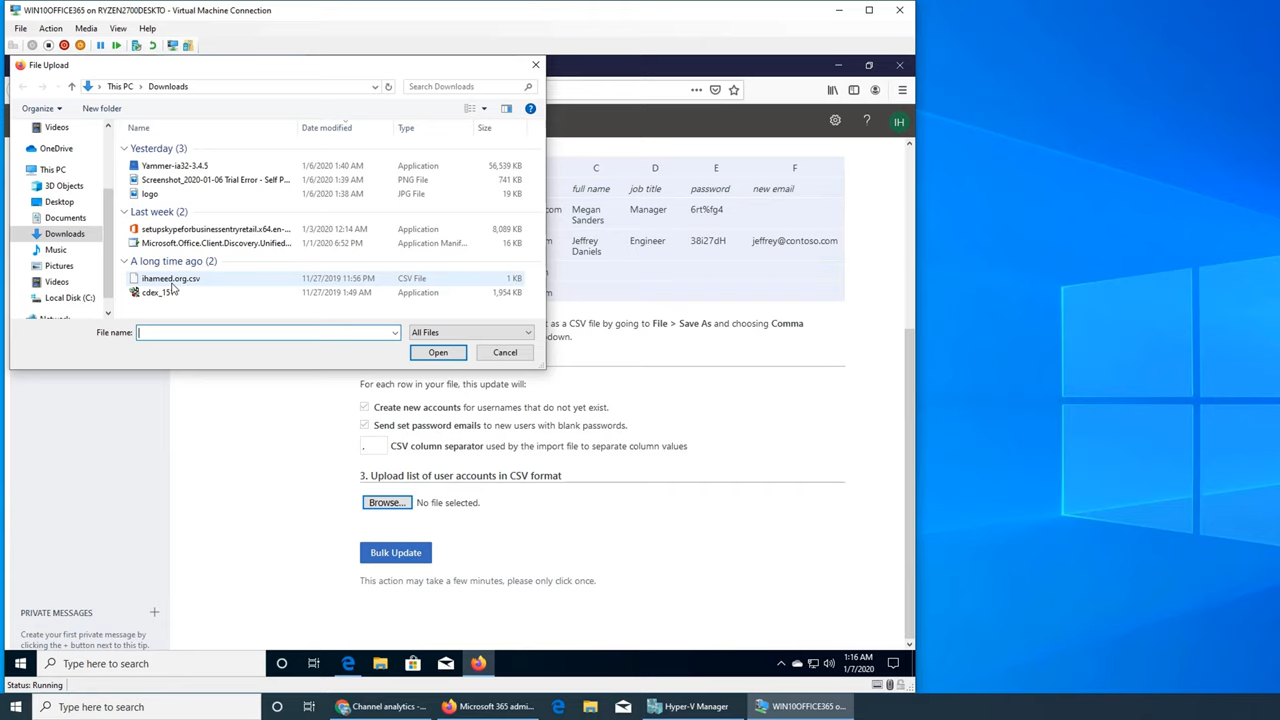 WIN10OFFICE365 on RYZEN2700DESKTO - Virtual Machine Connection
File Action Media View Help
File Upload
This PC > Downloads
Search Downloads
Organize New folder
IH
Name Date modified Type Size
Videos
OneDrive
This PC
3D Objects
Desktop
Documents
Downloads
Music
Pictures
Videos
Local Disk (C:)
Yesterday (3)
Yammer-ia32-3.4.5 1/6/2020 1:40 AM Application 56,539 KB
Screenshot_2020-01-06 Trial Error - Self P... 1/6/2020 1:39 AM PNG File 741 KB
logo 1/6/2020 1:38 AM JPG File 19 KB
Last week (2)
setupskypeforbusinessentryretail.x64.en-... 1/3/2020 12:14 AM Application 8,089 KB
Microsoft.Office.Client.Discovery.Unified... 1/1/2020 6:52 PM Application Manif... 16 KB
A long time ago (2)
ihameed.org.csv 11/27/2019 11:56 PM CSV File 1 KB
cdex_15 11/27/2019 1:49 AM Application 1,954 KB
File name: All Files
Open Cancel
C D E F
full name job title password new email
com Megan Sanders Manager 6rt%fg4
m Jeffrey Daniels Engineer 38i27dH jeffrey@contoso.com
m
m
t as a CSV file by going to File > Save As and choosing Comma
pdown.
For each row in your file, this update will:
Create new accounts for usernames that do not yet exist.
Send set password emails to new users with blank passwords.
, CSV column separator used by the import file to separate column values
3. Upload list of user accounts in CSV format
Browse... No file selected.
Bulk Update
This action may take a few minutes, please only click once.
PRIVATE MESSAGES
Create your first private message by
clicking the + button next to this tip.
Type here to search
1:16 AM
1/7/2020
Status: Running
Type here to search
Channel analytics - ...
Microsoft 365 admi...
Hyper-V Manager
WIN10OFFICE365 o...